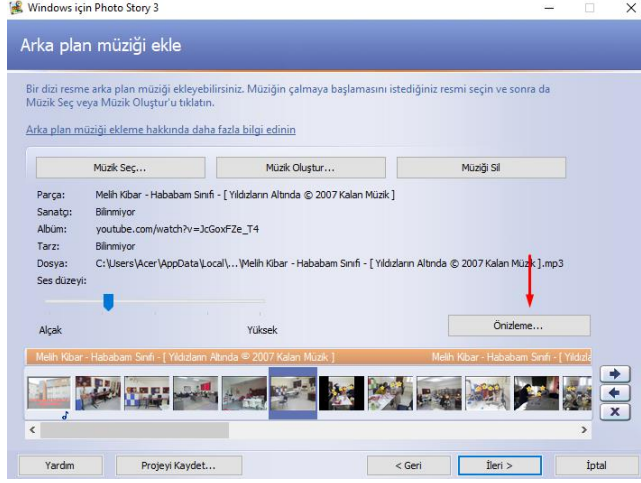 Windows için Photo Story 3
Arka plan müziği ekle
Bir dizi resme arka plan müziği ekleyebilirsiniz. Müziğin çalmaya başlamasını istediğiniz resmi seçin ve sonra da
Müzik Seç veya Müzik Oluştur'u tıklatın.
Arka plan müziği ekleme hakkında daha fazla bilgi edinin
Müzik Seç... Müzik Oluştur... Müziği Sil
Parça: Melih Kibar - Hababam Sınıfı - [ Yıldızların Altında © 2007 Kalan Müzik ]
Sanatçı: Bilinmiyor
Albüm: youtube.com/watch?v=JcGoxFZe_T4
Tarz: Bilinmiyor
Dosya: C:\Users\Acer\AppData\Local\...\Melih Kibar - Hababam Sınıfı - [ Yıldızların Altında © 2007 Kalan Müzik ].mp3
Ses düzeyi:
Alçak Yüksek Önizleme...
Melih Kibar - Hababam Sınıfı - [ Yıldızların Altında © 2007 Kalan Müzik ] Melih Kibar - Hababam Sınıfı - [ Yıldızla
Yardım Projeyi Kaydet... < Geri İleri > İptal